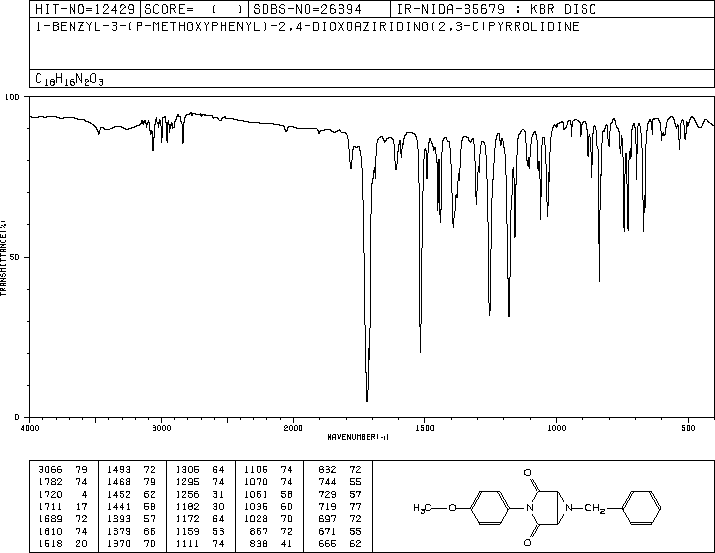 HIT-NO=12429 SCORE= ( ) SDBS-NO=26394 IR-NIDA-35679 : KBR DISC
1-BENZYL-3-(P-METHOXYPHENYL)-2,4-DIOXOAZIRIDINO(2,3-C)PYRROLIDINE
C18H16N2O3
100
50
0
TRANSMITTANCE(%)
4000 3000 2000 1500 1000 500
WAVENUMBER(-1)
3066 79 1493 72 1306 64 1106 74 832 72
1782 74 1468 79 1295 74 1070 74 744 55
1720 4 1452 62 1256 31 1061 58 729 57
1711 17 1441 58 1182 30 1036 60 719 77
1689 72 1393 57 1172 64 1028 70 697 72
1610 74 1379 66 1159 53 867 72 671 55
1518 20 1370 70 1111 74 838 41 666 62
O
H3C O N N CH2
O